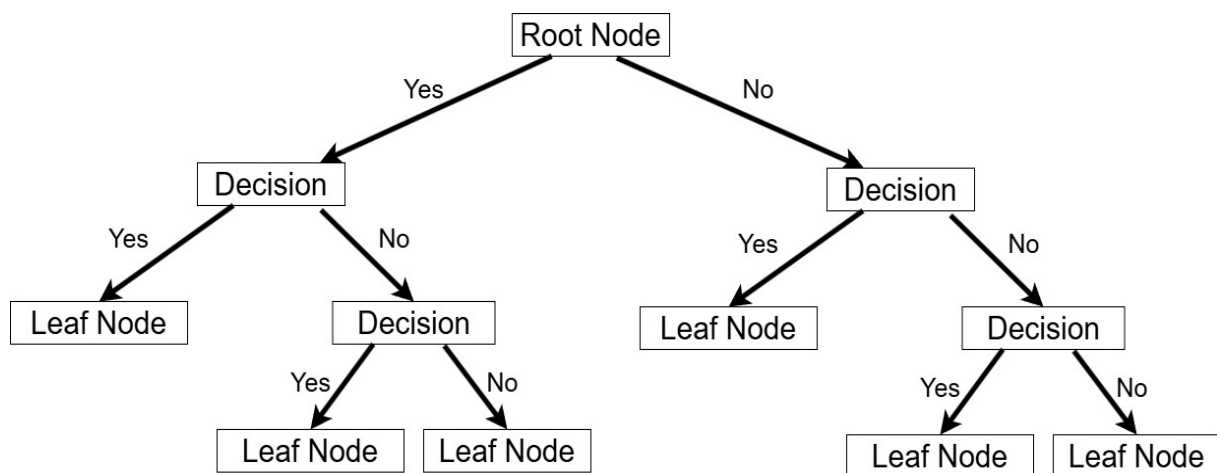 Root Node
Yes
No
Decision
Decision
Yes
No
Yes
No
Leaf Node
Decision
Leaf Node
Decision
Yes
No
Yes
No
Leaf Node
Leaf Node
Leaf Node
Leaf Node